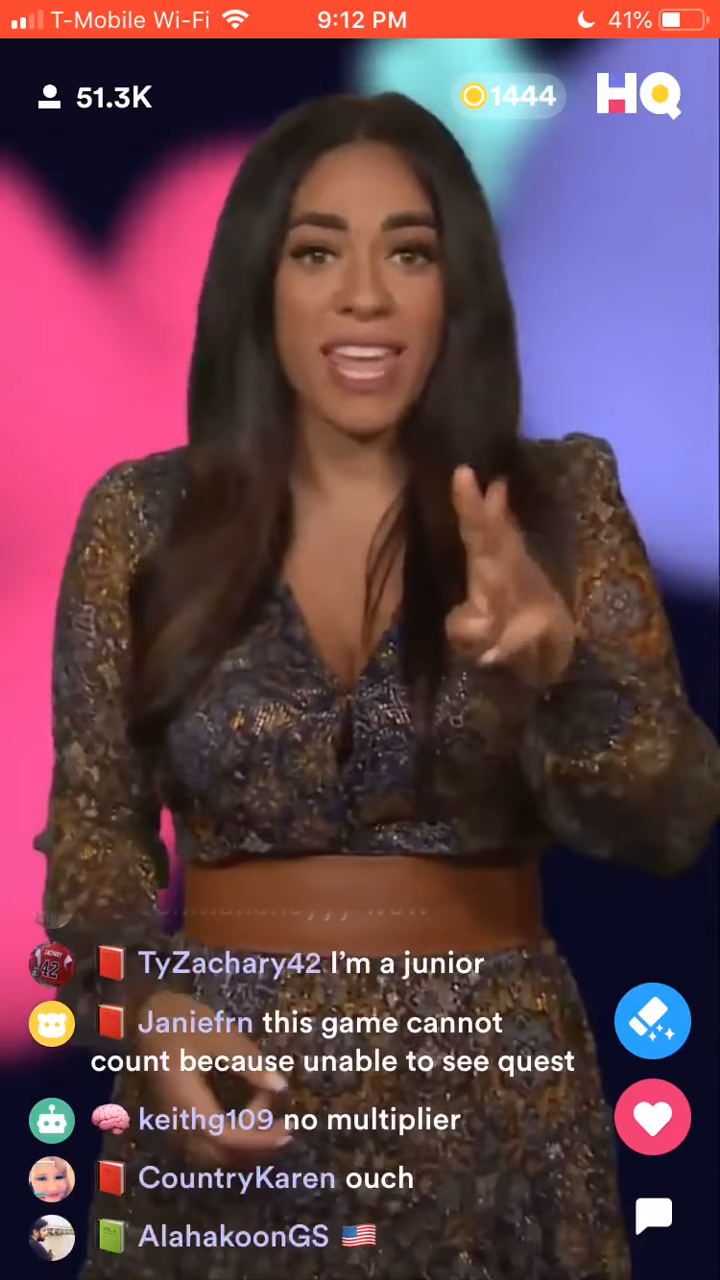 T-Mobile Wi-Fi 9:12 PM 41%
51.3K 1444 HQ
TyZachary42 I'm a junior
Janiefrn this game cannot
count because unable to see quest
keithg109 no multiplier
CountryKaren ouch
AlahakoonGS 🇺🇸